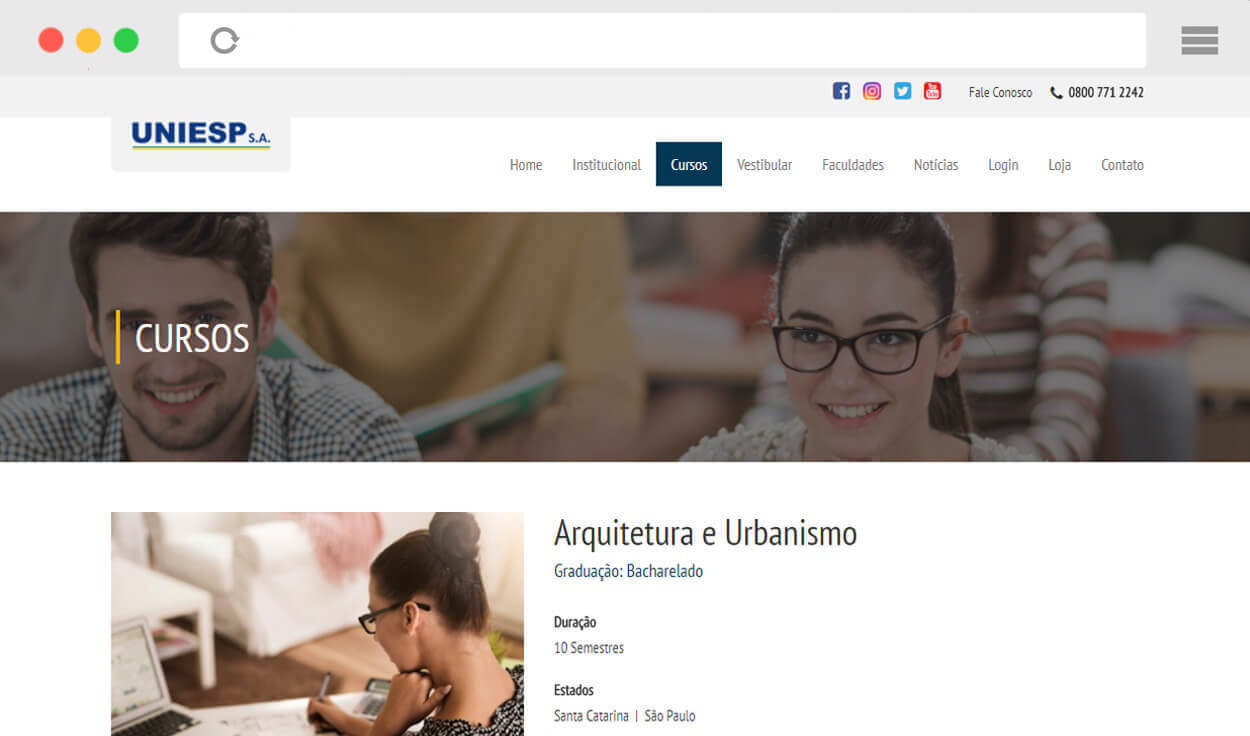 Fale Conosco 0800 771 2242
UNIESP S.A.
Home Institucional Cursos Vestibular Faculdades Notícias Login Loja Contato
CURSOS
Arquitetura e Urbanismo
Graduação: Bacharelado
Duração
10 Semestres
Estados
Santa Catarina | São Paulo